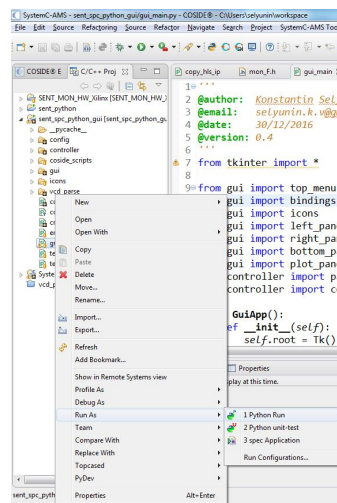 SystemC-AMS - sent_spc_python_gui/gui_main.py - COSIDE® - C:\Users\selyunin\workspace
File Edit Source Refactoring Source Refactor Navigate Search Project SystemC-AMS Too
COSIDE® E C/C++ Proj
copy_hls_ip mon_F.h gui_main
SENT_MON_HW_Xilinx [SENT_MON_HW_
sent_python
sent_spc_python_gui [sent_spc_python_gu
__pycache__
config
controller
coside_scripts
gui
icons
vcd_parse
1 '''
2 @author: Konstantin Sel
3 @email: selyunin.k.v@g
4 @date: 30/12/2016
5 @version: 0.4
6 '''
7 from tkinter import *
8
9 from gui import top_menu
gui import bindings
gui import icons
gui import left_pan
gui import right_pa
gui import bottom_p
gui import plot_pan
controller import p
controller import c
GuiApp():
ef __init__(self):
self.root = Tk()
New
Open
Open With
Copy
Paste
Delete
Move...
Rename...
Import...
Export...
Refresh
Add Bookmark...
Show in Remote Systems view
Profile As
Debug As
Run As
Team
Compare With
Replace With
Topcased
PyDev
Properties Alt+Enter
Properties
splay at this time.
1 Python Run
2 Python unit-test
3 spec Application
Run Configurations...
sent_spc_pyth